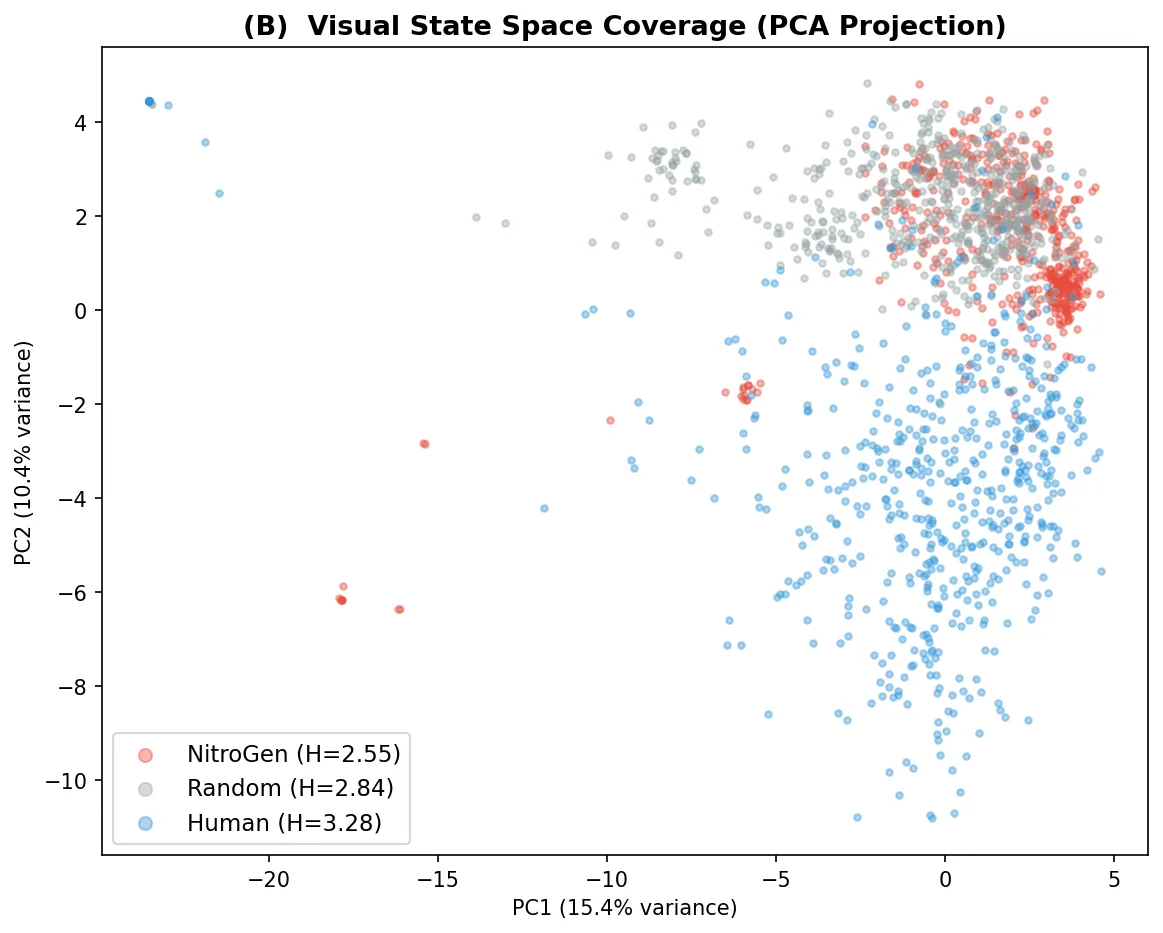 (B)  Visual State Space Coverage (PCA Projection)
4
2
0
−2
−4
−6
−8
−10
PC2 (10.4% variance)
NitroGen (H=2.55)
Random (H=2.84)
Human (H=3.28)
−20
−15
−10
−5
0
5
PC1 (15.4% variance)